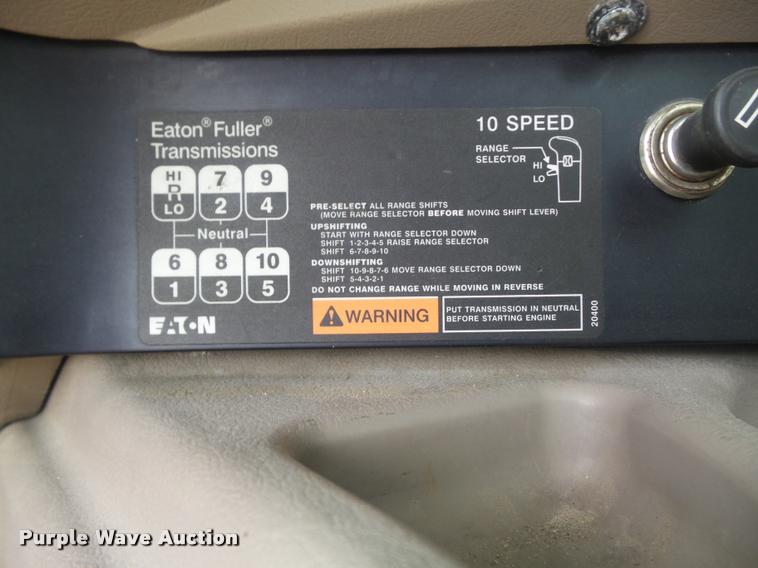 Eaton® Fuller®
Transmissions
10 SPEED
RANGE
SELECTOR
HI
LO
HI 7 9
R
LO 2 4
Neutral
6 8 10
1 3 5
PRE-SELECT ALL RANGE SHIFTS
(MOVE RANGE SELECTOR BEFORE MOVING SHIFT LEVER)
UPSHIFTING
START WITH RANGE SELECTOR DOWN
SHIFT 1-2-3-4-5 RAISE RANGE SELECTOR
SHIFT 6-7-8-9-10
DOWNSHIFTING
SHIFT 10-9-8-7-6 MOVE RANGE SELECTOR DOWN
SHIFT 5-4-3-2-1
DO NOT CHANGE RANGE WHILE MOVING IN REVERSE
EATON
WARNING
PUT TRANSMISSION IN NEUTRAL
BEFORE STARTING ENGINE
20400
Purple Wave Auction